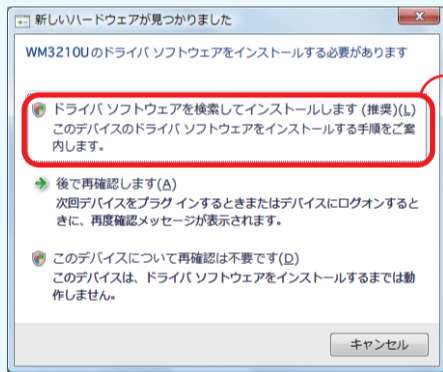 新しいハードウェアが見つかりました
WM3210Uのドライバ ソフトウェアをインストールする必要があります
ドライバ ソフトウェアを検索してインストールします (推奨)(L)
このデバイスのドライバ ソフトウェアをインストールする手順をご案
内します。
後で再確認します(A)
次回デバイスをプラグ インするときまたはデバイスにログオンすると
きに、再度確認メッセージが表示されます。
このデバイスについて再確認は不要です(D)
このデバイスは、ドライバ ソフトウェアをインストールするまでは動
作しません。
キャンセル